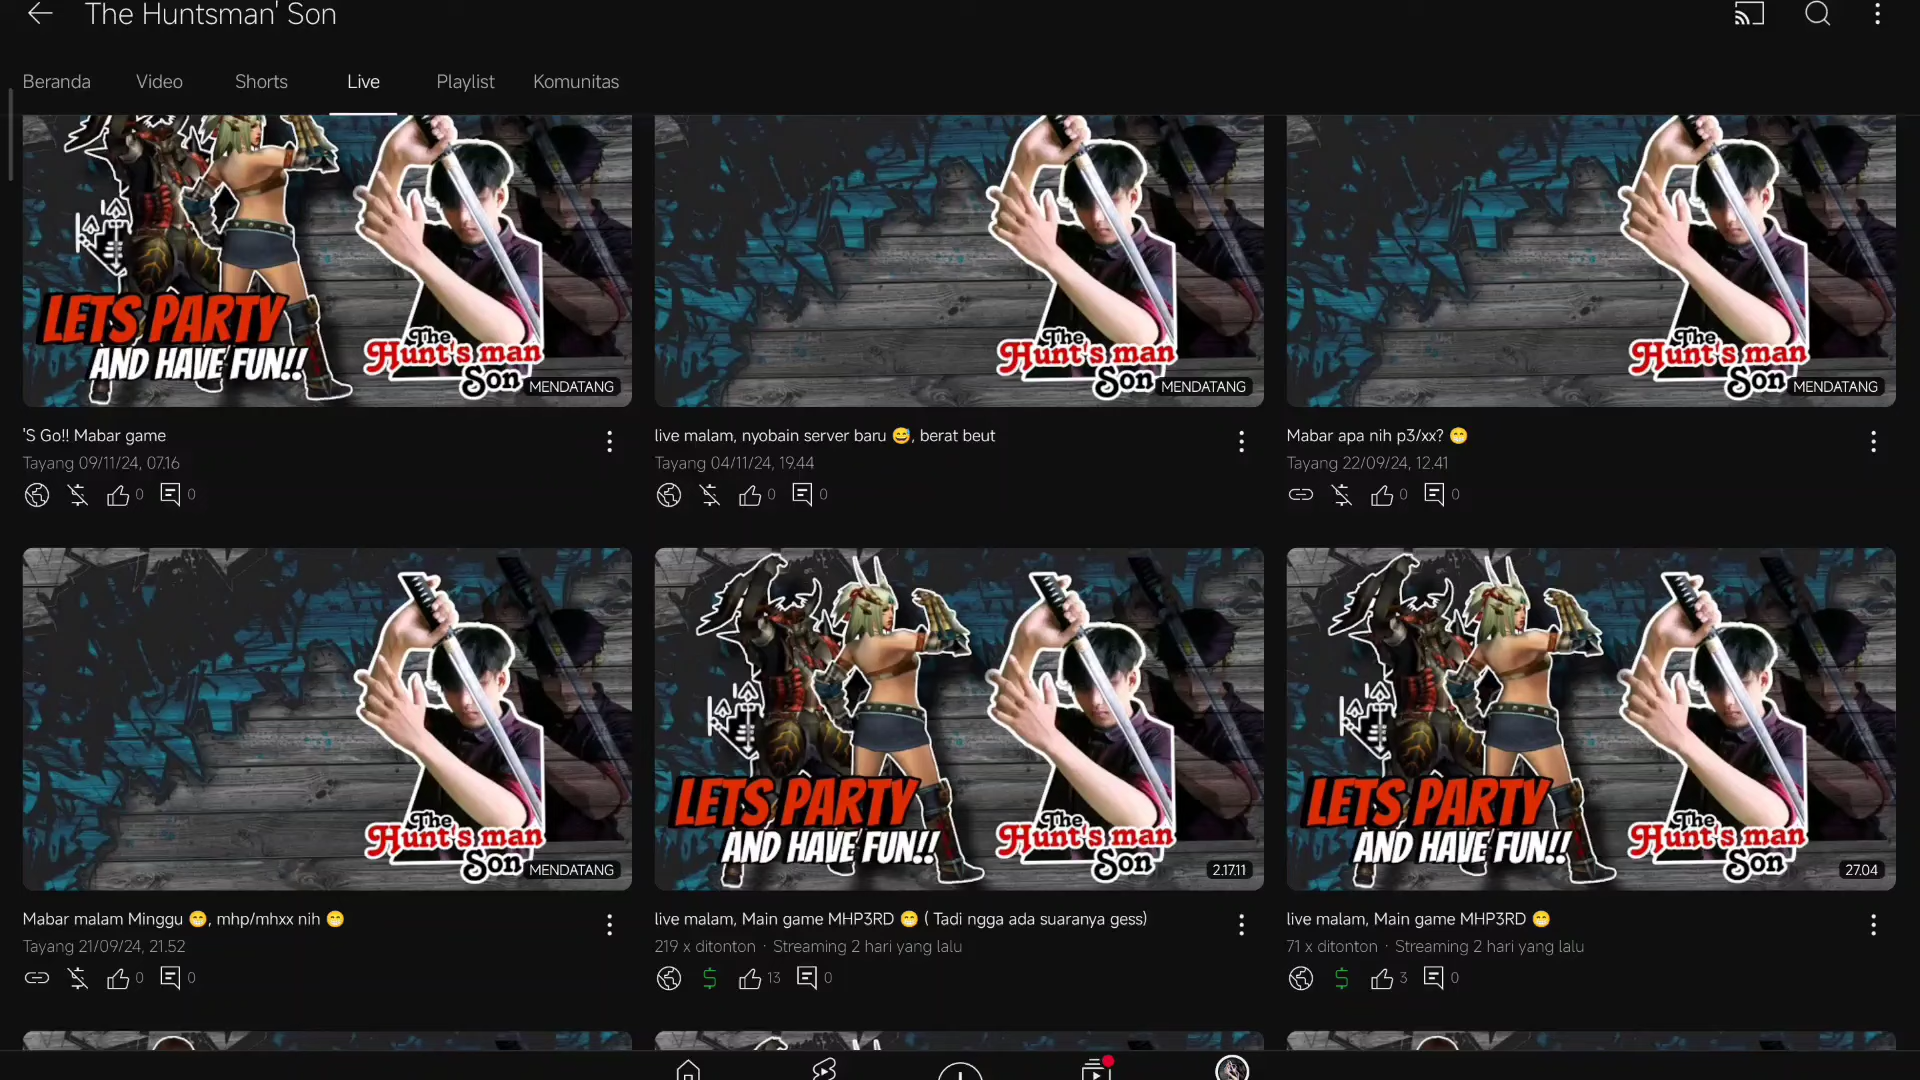 The Huntsman' Son
Beranda Video Shorts Live Playlist Komunitas
LETS PARTY
AND HAVE FUN!!
The
Hunt's man
Son
MENDATANG
The
Hunt's man
Son
MENDATANG
The
Hunt's man
Son
MENDATANG
'S Go!! Mabar game
Tayang 09/11/24, 07.16
0 0
live malam, nyobain server baru 😅, berat beut
Tayang 04/11/24, 19.44
0 0
Mabar apa nih p3/xx? 😁
Tayang 22/09/24, 12.41
0 0
The
Hunt's man
Son
MENDATANG
LETS PARTY
AND HAVE FUN!!
The
Hunt's man
Son
2.17.11
LETS PARTY
AND HAVE FUN!!
The
Hunt's man
Son
27.04
Mabar malam Minggu 😁, mhp/mhxx nih 😁
Tayang 21/09/24, 21.52
0 0
live malam, Main game MHP3RD 😁 ( Tadi ngga ada suaranya gess)
219 x ditonton · Streaming 2 hari yang lalu
13 0
live malam, Main game MHP3RD 😁
71 x ditonton · Streaming 2 hari yang lalu
3 0